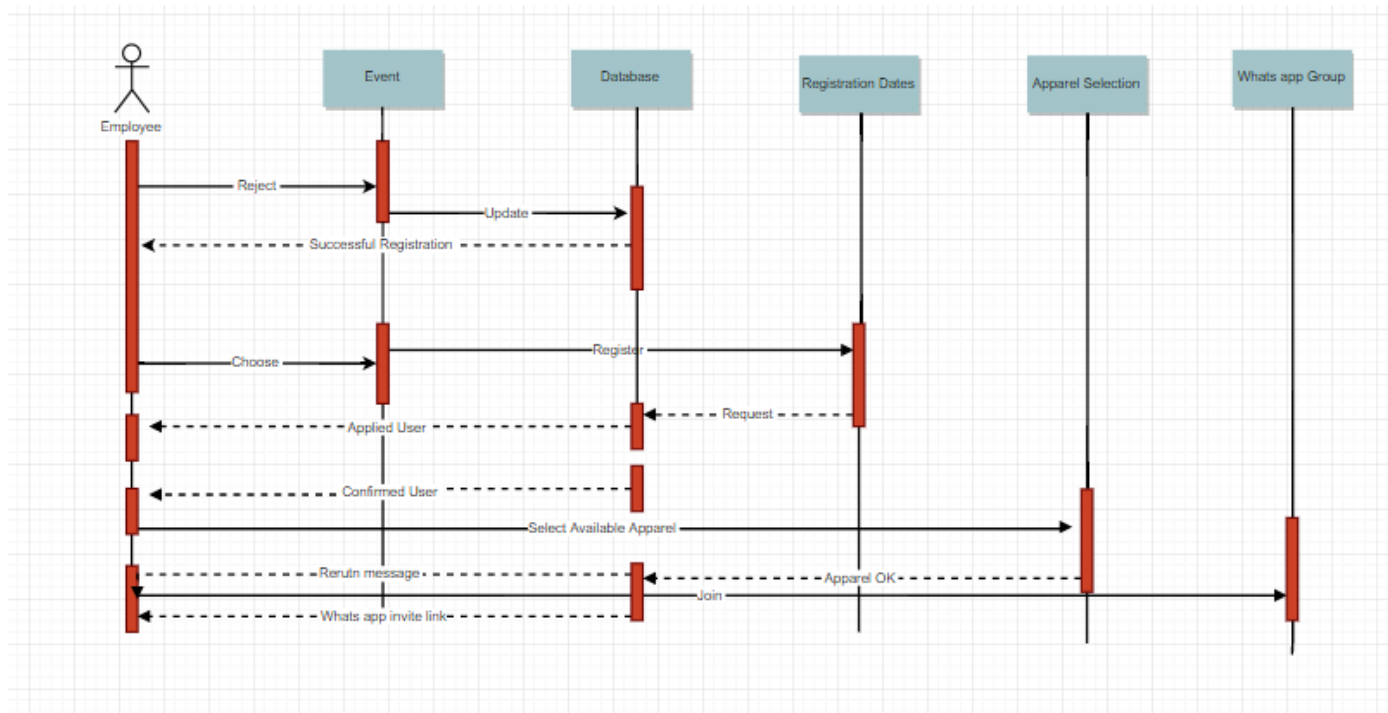 Event
Database
Registration Dates
Apparel Selection
Whats app Group
Employee
Reject
Update
Successful Registration
Register
Choose
Request
Applied User
Confirmed User
Select Available Apparel
Rerutn message
Apparel OK
Join
Whats app invite link